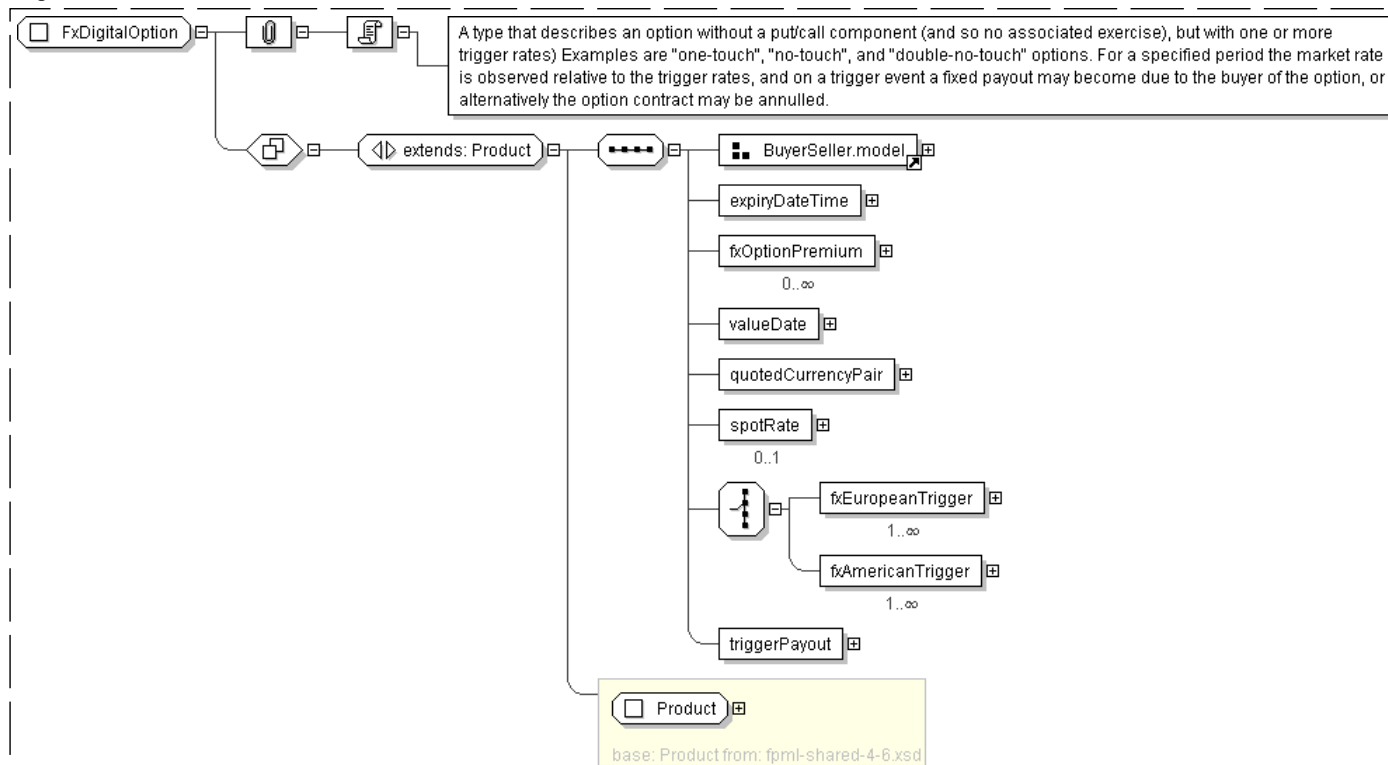 FxDigitalOption
A type that describes an option without a put/call component (and so no associated exercise), but with one or more
trigger rates) Examples are "one-touch", "no-touch", and "double-no-touch" options. For a specified period the market rate
is observed relative to the trigger rates, and on a trigger event a fixed payout may become due to the buyer of the option, or
alternatively the option contract may be annulled.
extends: Product
BuyerSeller.model
expiryDateTime
fxOptionPremium
0..∞
valueDate
quotedCurrencyPair
spotRate
0..1
fxEuropeanTrigger
1..∞
fxAmericanTrigger
1..∞
triggerPayout
Product
base: Product from: fpml-shared-4-6.xsd